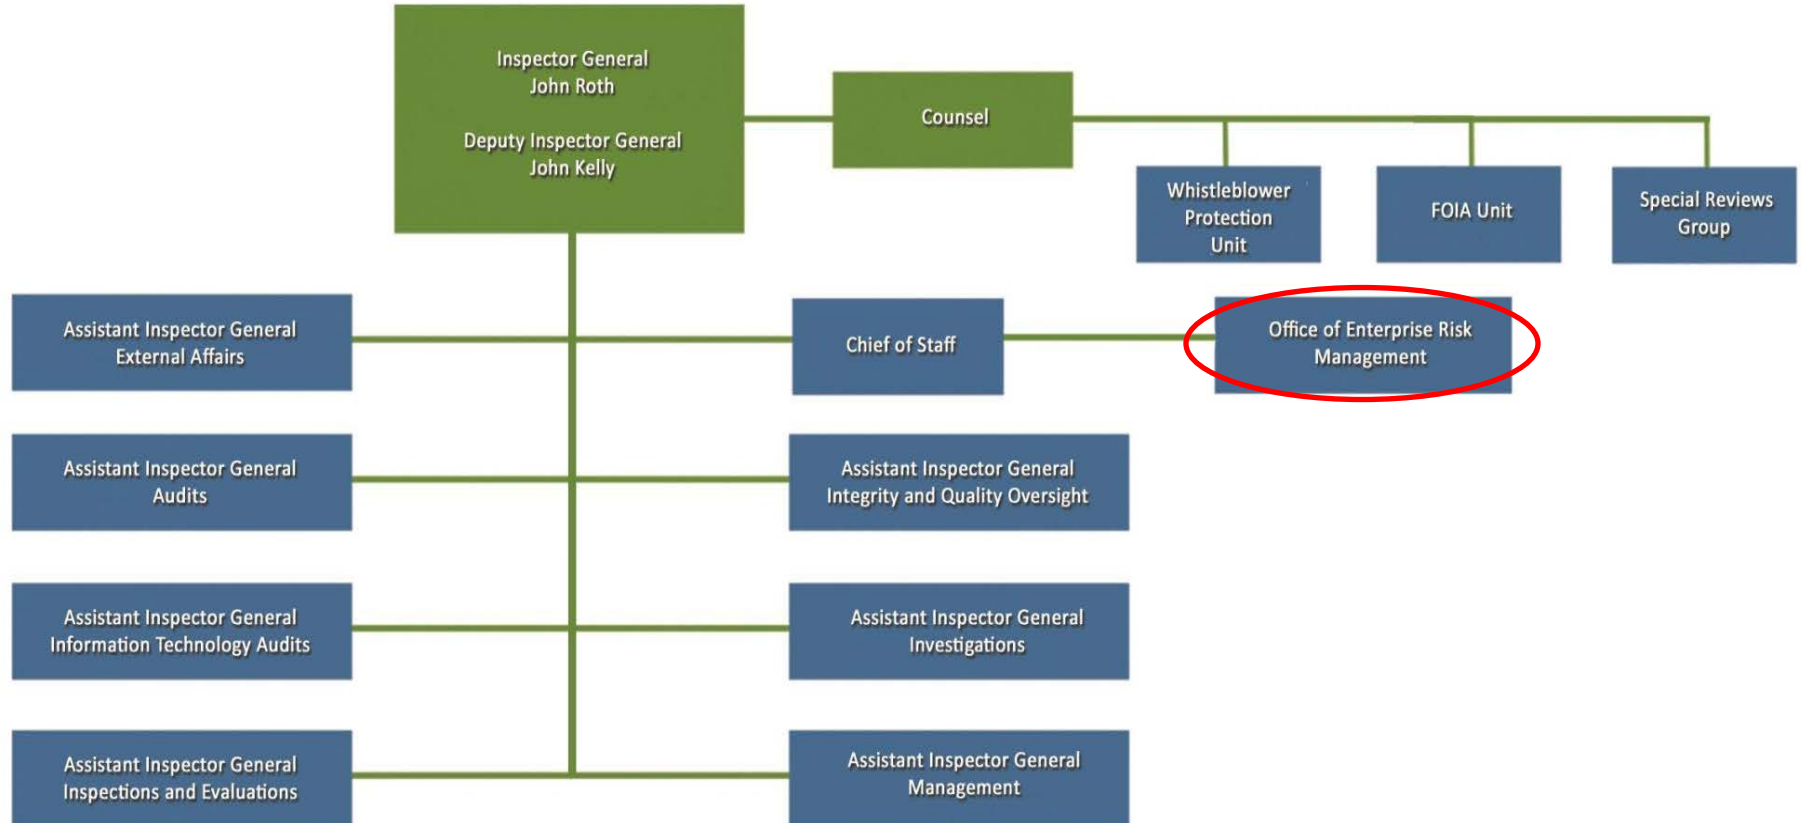 Inspector General
John Roth
Deputy Inspector General
John Kelly
Counsel
Whistleblower
Protection
Unit
FOIA Unit
Special Reviews
Group
Assistant Inspector General
External Affairs
Chief of Staff
Office of Enterprise Risk
Management
Assistant Inspector General
Audits
Assistant Inspector General
Integrity and Quality Oversight
Assistant Inspector General
Information Technology Audits
Assistant Inspector General
Investigations
Assistant Inspector General
Inspections and Evaluations
Assistant Inspector General
Management